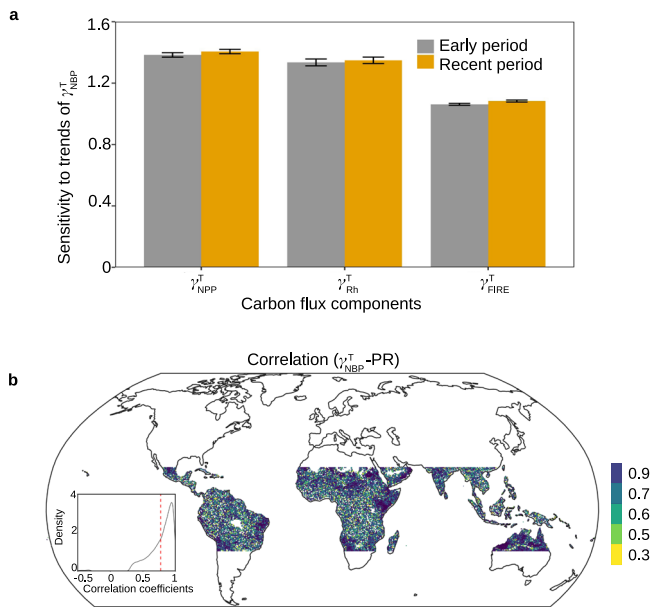 a
Sensitivity to trends of γ^T_NBP
1.6
1.2
0.8
0.4
0
Early period
Recent period
γ^T_NPP γ^T_Rh γ^T_FIRE
Carbon flux components
b
Correlation (γ^T_NBP-PR)
0.9
0.7
0.6
0.5
0.3
Density
4
2
0
-0.5 0 0.5 1
Correlation coefficients